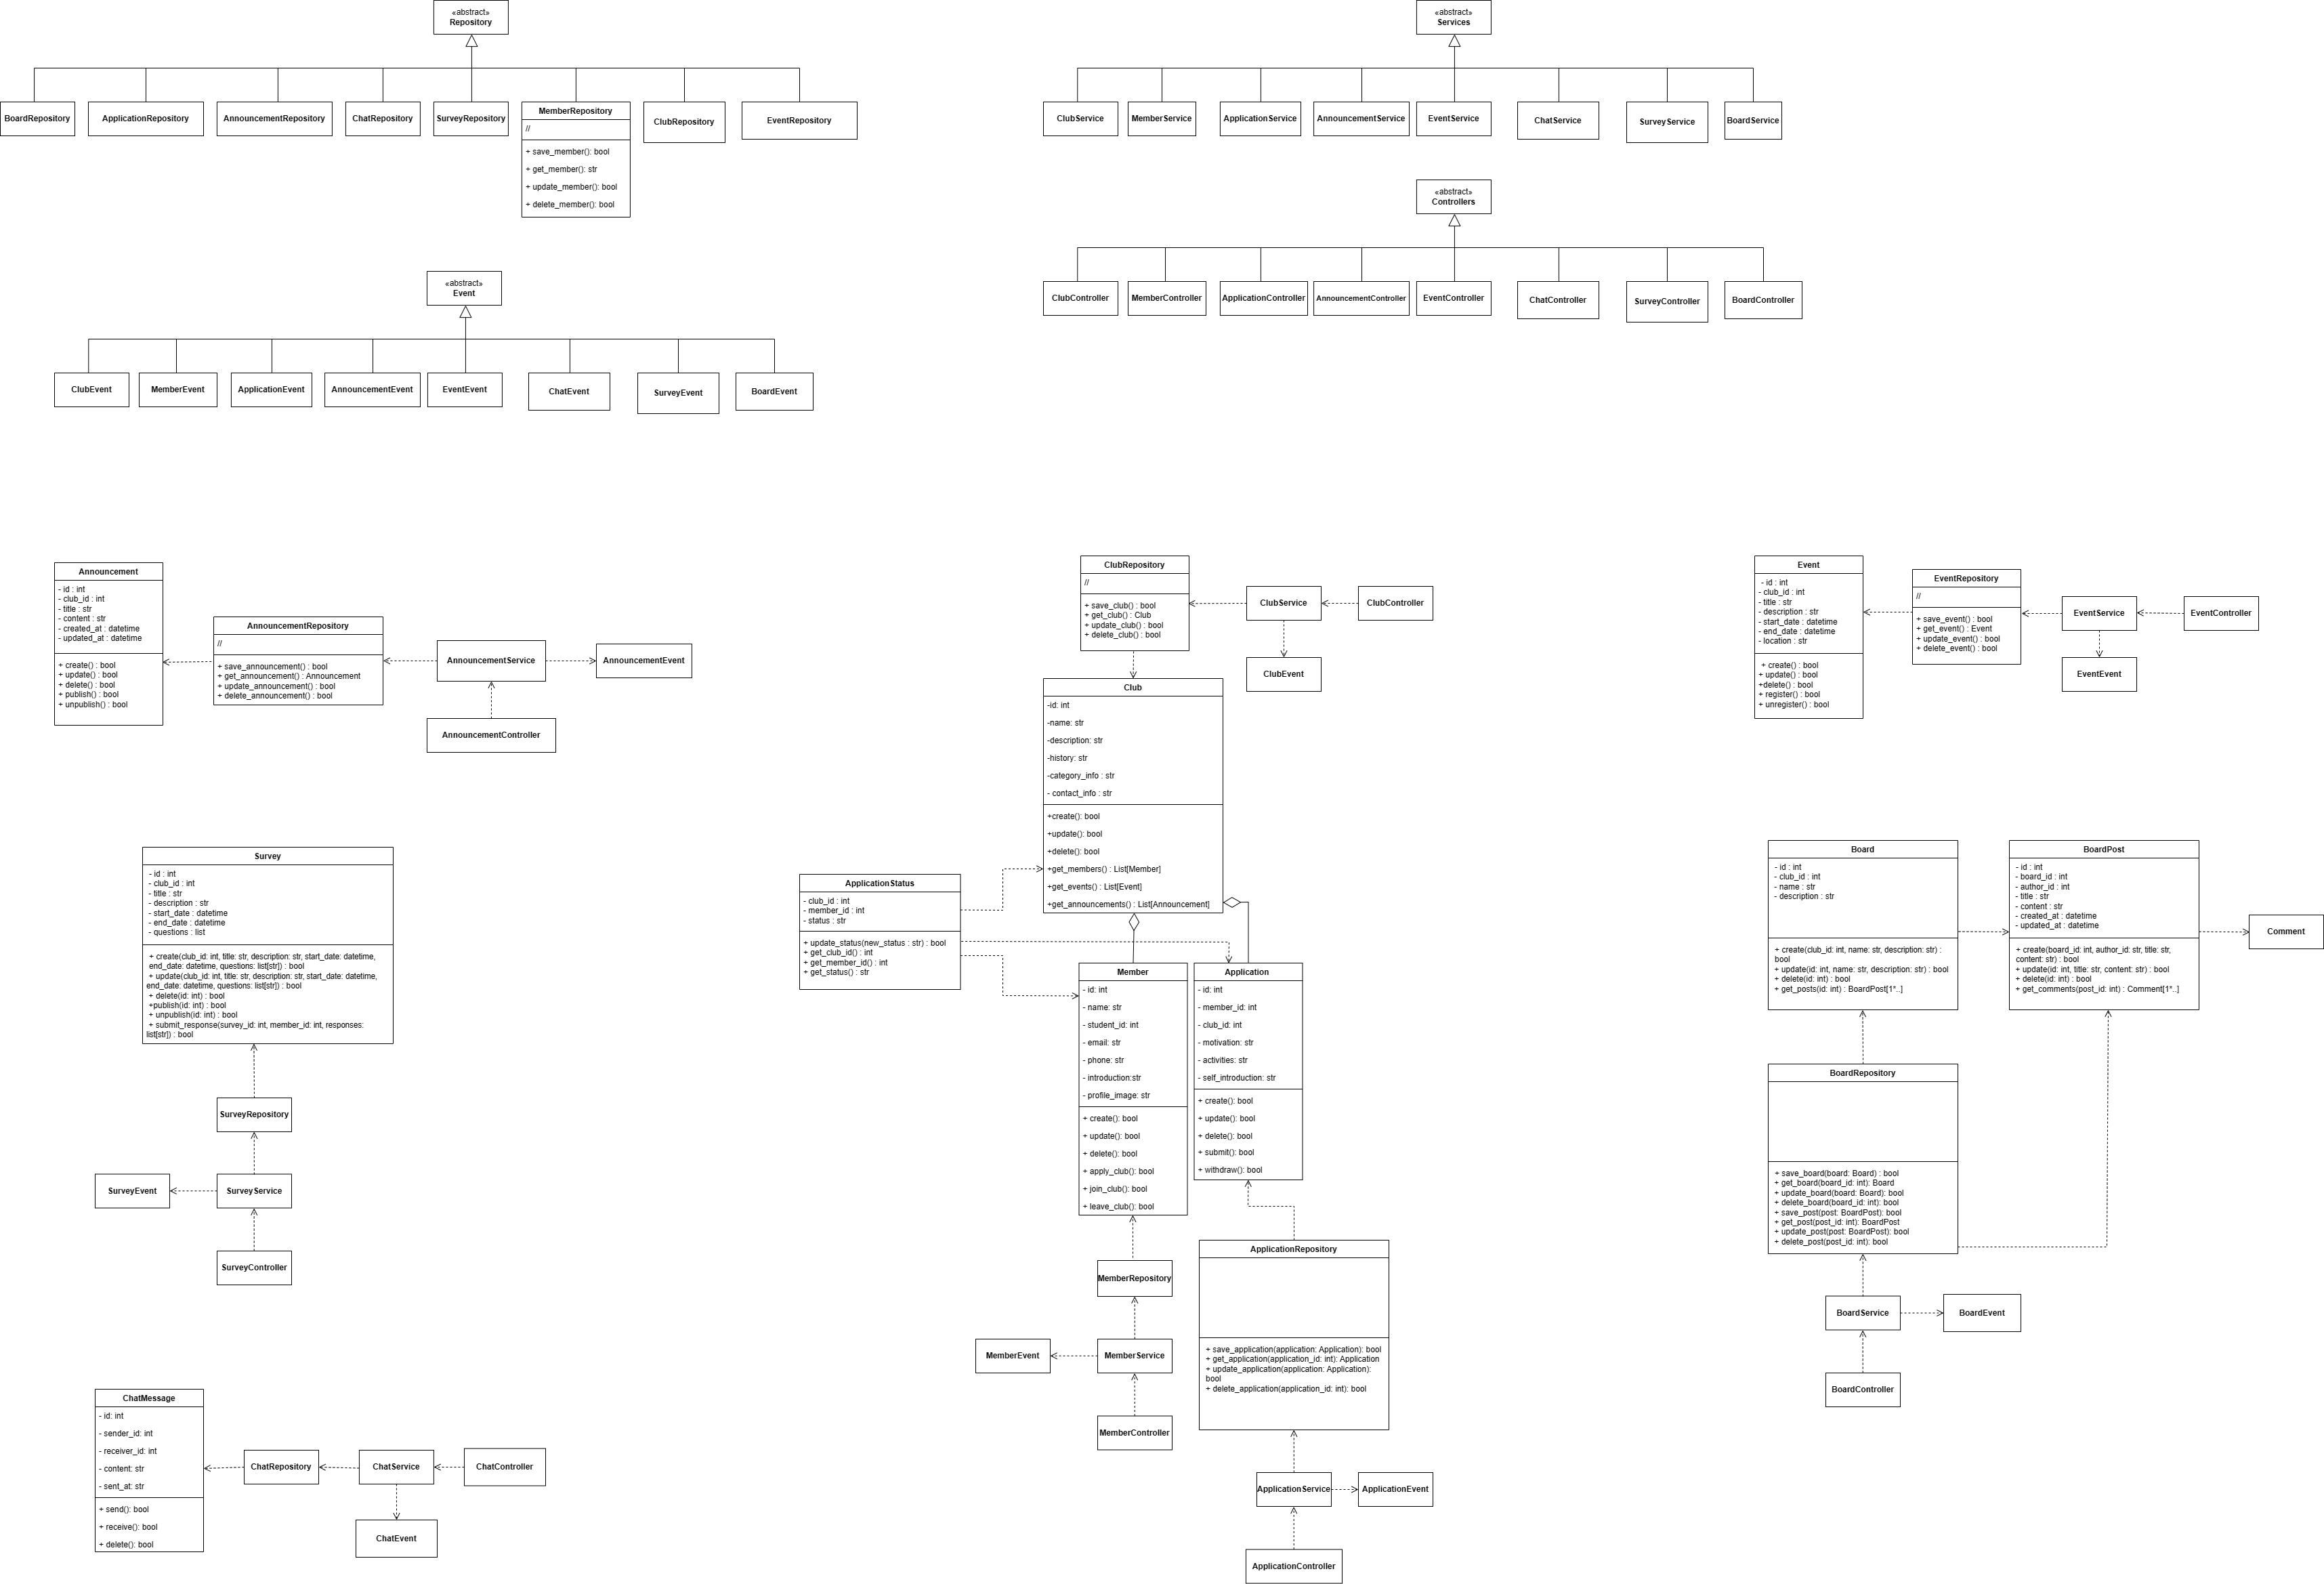 «abstract»
Repository
BoardRepository
ApplicationRepository
AnnouncementRepository
ChatRepository
SurveyRepository
MemberRepository
//
+ save_member(): bool
+ get_member(): str
+ update_member(): bool
+ delete_member(): bool
ClubRepository
EventRepository
«abstract»
Services
ClubService
MemberService
ApplicationService
AnnouncementService
EventService
ChatService
SurveyService
BoardService
«abstract»
Controllers
ClubController
MemberController
ApplicationController
AnnouncementController
EventController
ChatController
SurveyController
BoardController
«abstract»
Event
ClubEvent
MemberEvent
ApplicationEvent
AnnouncementEvent
EventEvent
ChatEvent
SurveyEvent
BoardEvent
Announcement
- id : int
- club_id : int
- title : str
- content : str
- created_at : datetime
- updated_at : datetime
+ create() : bool
+ update() : bool
+ delete() : bool
+ publish() : bool
+ unpublish() : bool
AnnouncementRepository
//
+ save_announcement() : bool
+ get_announcement() : Announcement
+ update_announcement() : bool
+ delete_announcement() : bool
AnnouncementService
AnnouncementEvent
AnnouncementController
ClubRepository
//
+ save_club() : bool
+ get_club() : Club
+ update_club() : bool
+ delete_club() : bool
ClubService
ClubController
ClubEvent
Club
-id: int
-name: str
-description: str
-history: str
-category_info : str
- contact_info : str
+create(): bool
+update(): bool
+delete(): bool
+get_members() : List[Member]
+get_events() : List[Event]
+get_announcements() : List[Announcement]
Event
- id : int
- club_id : int
- title : str
- description : str
- start_date : datetime
- end_date : datetime
- location : str
+ create() : bool
+ update() : bool
+delete() : bool
+ register() : bool
+ unregister() : bool
EventRepository
//
+ save_event() : bool
+ get_event() : Event
+ update_event() : bool
+ delete_event() : bool
EventService
EventController
EventEvent
Survey
- id : int
- club_id : int
- title : str
- description : str
- start_date : datetime
- end_date : datetime
- questions : list
+ create(club_id: int, title: str, description: str, start_date: datetime,
end_date: datetime, questions: list[str]) : bool
+ update(club_id: int, title: str, description: str, start_date: datetime,
end_date: datetime, questions: list[str]) : bool
+ delete(id: int) : bool
+publish(id: int) : bool
+ unpublish(id: int) : bool
+ submit_response(survey_id: int, member_id: int, responses:
list[str]) : bool
SurveyRepository
SurveyEvent
SurveyService
SurveyController
ApplicationStatus
- club_id : int
- member_id : int
- status : str
+ update_status(new_status : str) : bool
+ get_club_id() : int
+ get_member_id() : int
+ get_status() : str
Member
- id: int
- name: str
- student_id: int
- email: str
- phone: str
- introduction:str
- profile_image: str
+ create(): bool
+ update(): bool
+ delete(): bool
+ apply_club(): bool
+ join_club(): bool
+ leave_club(): bool
Application
- id: int
- member_id: int
- club_id: int
- motivation: str
- activities: str
- self_introduction: str
+ create(): bool
+ update(): bool
+ delete(): bool
+ submit(): bool
+ withdraw(): bool
MemberRepository
MemberEvent
MemberService
MemberController
ApplicationRepository
+ save_application(application: Application): bool
+ get_application(application_id: int): Application
+ update_application(application: Application):
bool
+ delete_application(application_id: int): bool
ApplicationService
ApplicationEvent
ApplicationController
Board
- id : int
- club_id : int
- name : str
- description : str
+ create(club_id: int, name: str, description: str) :
bool
+ update(id: int, name: str, description: str) : bool
+ delete(id: int) : bool
+ get_posts(id: int) : BoardPost[1*..]
BoardPost
- id : int
- board_id : int
- author_id : int
- title : str
- content : str
- created_at : datetime
- updated_at : datetime
+ create(board_id: int, author_id: str, title: str,
content: str) : bool
+ update(id: int, title: str, content: str) : bool
+ delete(id: int) : bool
+ get_comments(post_id: int) : Comment[1*..]
Comment
BoardRepository
+ save_board(board: Board) : bool
+ get_board(board_id: int): Board
+ update_board(board: Board): bool
+ delete_board(board_id: int): bool
+ save_post(post: BoardPost): bool
+ get_post(post_id: int): BoardPost
+ update_post(post: BoardPost): bool
+ delete_post(post_id: int): bool
BoardService
BoardEvent
BoardController
ChatMessage
- id: int
- sender_id: int
- receiver_id: int
- content: str
- sent_at: str
+ send(): bool
+ receive(): bool
+ delete(): bool
ChatRepository
ChatService
ChatController
ChatEvent